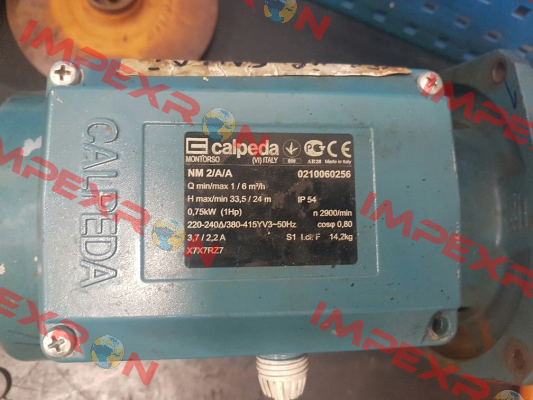 CALPEDA
calpeda
MONTORSO (VI) ITALY Made in Italy
NM 2/A/A 0210060256
Q min/max 1 / 6 m³/h
H max/min 33,5 / 24 m IP 54
0,75kW (1Hp) n 2900/min
220-240Δ/380-415YV3~50Hz cosφ 0,80
3,7 / 2,2 A S1 I.cl. F 14,2kg
X7X7RZ7
IMPEXRON
IMPEXRON
IMPEXRON
IMPEXRON
IMPEXRON